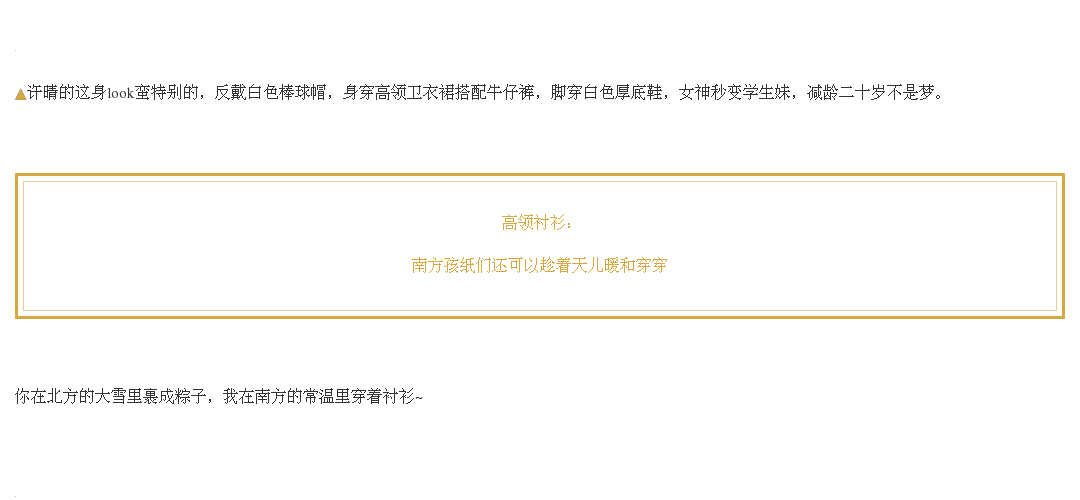 ▲许晴的这身look蛮特别的，反戴白色棒球帽，身穿高领卫衣裙搭配牛仔裤，脚穿白色厚底鞋，女神秒变学生妹，减龄二十岁不是梦。
高领衬衫：
南方孩纸们还可以趁着天儿暖和穿穿
你在北方的大雪里裹成粽子，我在南方的常温里穿着衬衫~